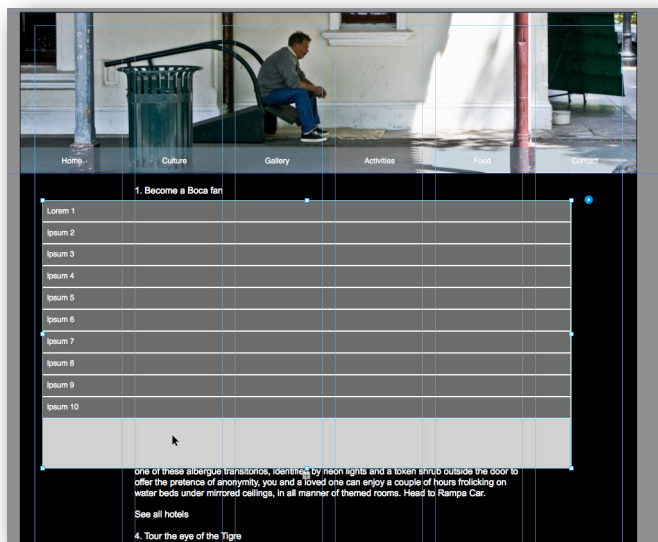 Home Culture Gallery Activities Food Contact
1. Become a Boca fan
Lorem 1
Ipsum 2
Ipsum 3
Ipsum 4
Ipsum 5
Ipsum 6
Ipsum 7
Ipsum 8
Ipsum 9
Ipsum 10
one of these albergue transitorios, identified by neon lights and a token shrub outside the door to
offer the pretence of anonymity, you and a loved one can enjoy a couple of hours frolicking on
water beds under mirrored ceilings, in all manner of themed rooms. Head to Rampa Car.
See all hotels
4. Tour the eye of the Tigre